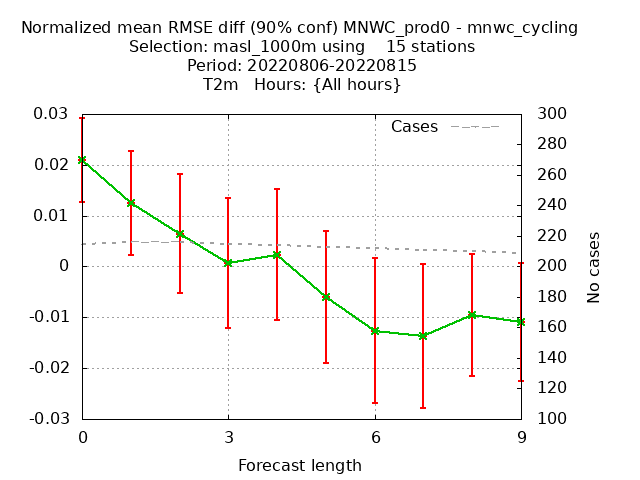 Normalized mean RMSE diff (90% conf) MNWC_prod0 - mnwc_cycling
Selection: masl_1000m using    15 stations
Period: 20220806-20220815
T2m   Hours: {All hours}
Cases
0.03
0.02
0.01
0
-0.01
-0.02
-0.03
300
280
260
240
220
200
180
160
140
120
100
No cases
0 3 6 9
Forecast length